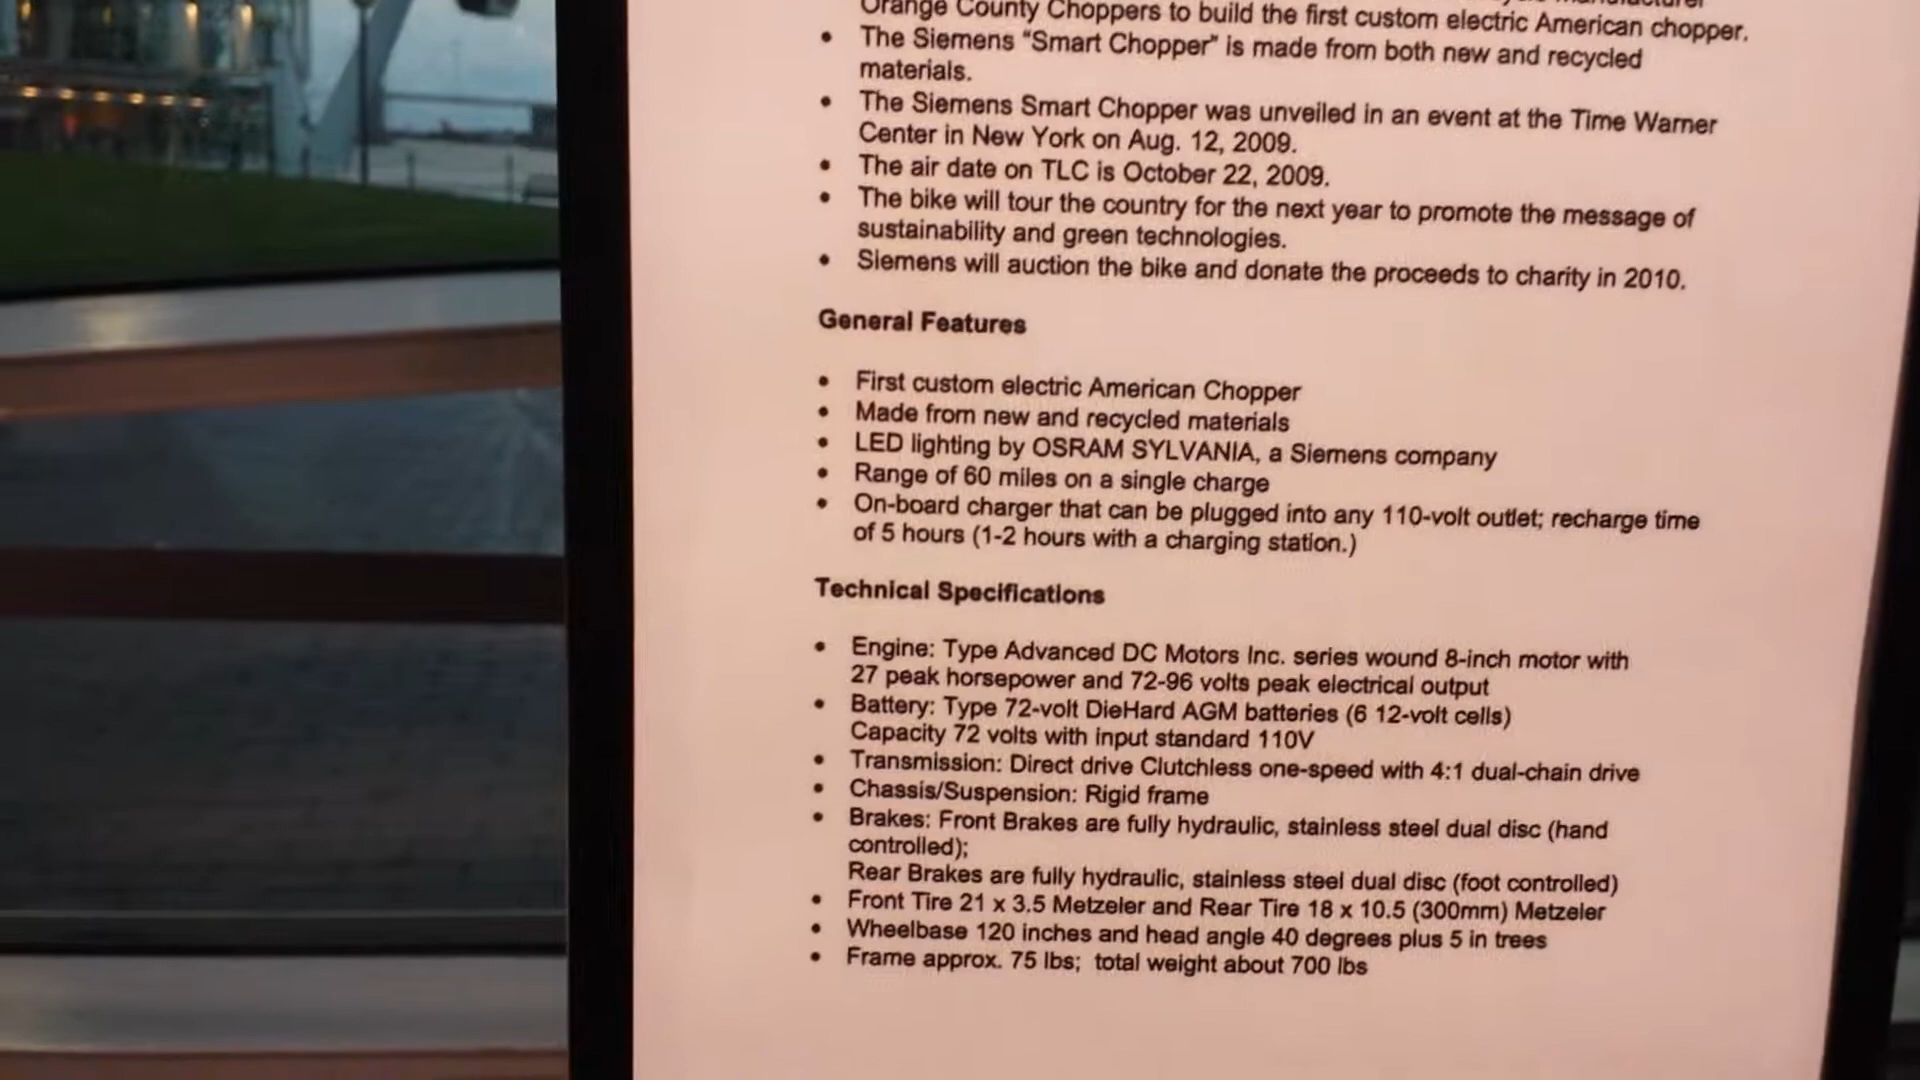 Orange County Choppers to build the first custom electric American chopper.
• The Siemens “Smart Chopper” is made from both new and recycled
materials.
• The Siemens Smart Chopper was unveiled in an event at the Time Warner
Center in New York on Aug. 12, 2009.
• The air date on TLC is October 22, 2009.
• The bike will tour the country for the next year to promote the message of
sustainability and green technologies.
• Siemens will auction the bike and donate the proceeds to charity in 2010.
General Features
• First custom electric American Chopper
• Made from new and recycled materials
• LED lighting by OSRAM SYLVANIA, a Siemens company
• Range of 60 miles on a single charge
• On-board charger that can be plugged into any 110-volt outlet; recharge time
of 5 hours (1-2 hours with a charging station.)
Technical Specifications
• Engine: Type Advanced DC Motors Inc. series wound 8-inch motor with
27 peak horsepower and 72-96 volts peak electrical output
• Battery: Type 72-volt DieHard AGM batteries (6 12-volt cells)
Capacity 72 volts with input standard 110V
• Transmission: Direct drive Clutchless one-speed with 4:1 dual-chain drive
• Chassis/Suspension: Rigid frame
• Brakes: Front Brakes are fully hydraulic, stainless steel dual disc (hand
controlled);
Rear Brakes are fully hydraulic, stainless steel dual disc (foot controlled)
• Front Tire 21 x 3.5 Metzeler and Rear Tire 18 x 10.5 (300mm) Metzeler
• Wheelbase 120 inches and head angle 40 degrees plus 5 in trees
• Frame approx. 75 lbs; total weight about 700 lbs